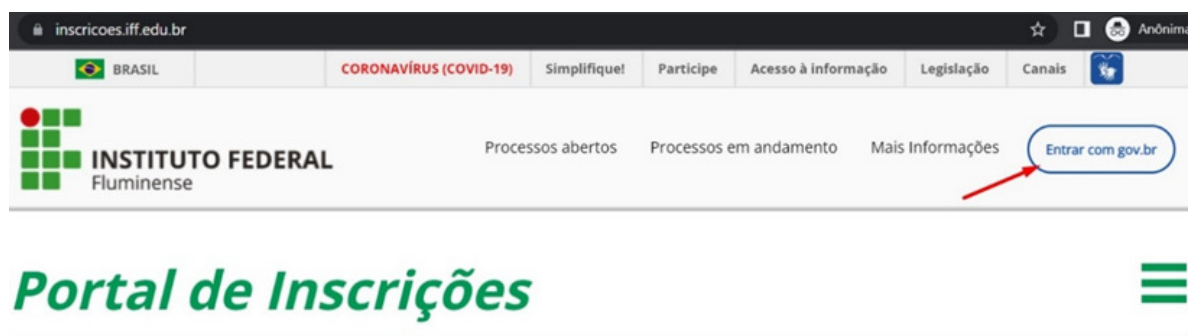 inscricoes.iff.edu.br Anônima
BRASIL CORONAVÍRUS (COVID-19) Simplifique! Participe Acesso à informação Legislação Canais
INSTITUTO FEDERAL
Fluminense
Processos abertos Processos em andamento Mais Informações Entrar com gov.br
Portal de Inscrições